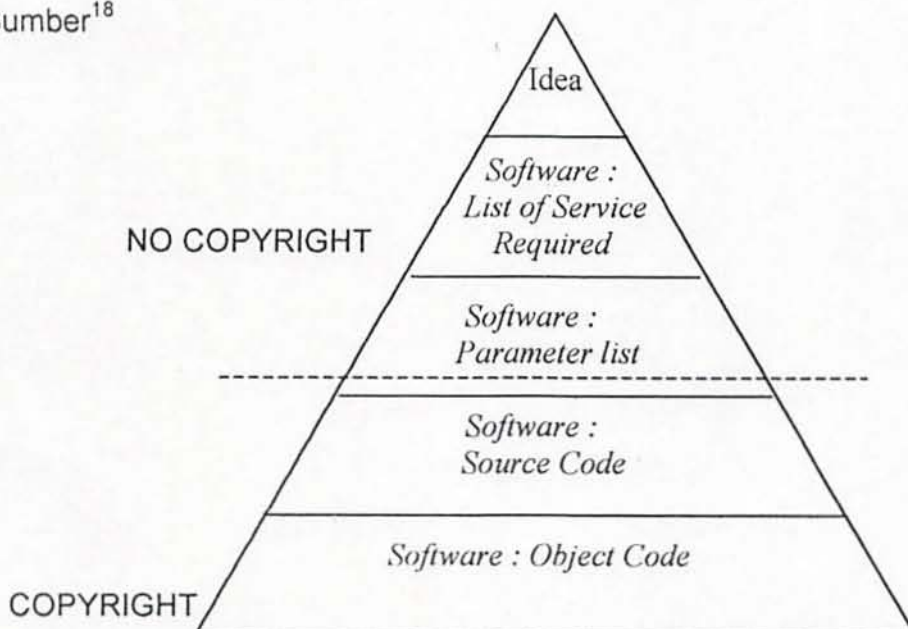 umber18
Idea
Software :
List of Service
Required
NO COPYRIGHT
Software :
Parameter list
Software :
Source Code
Software : Object Code
COPYRIGHT